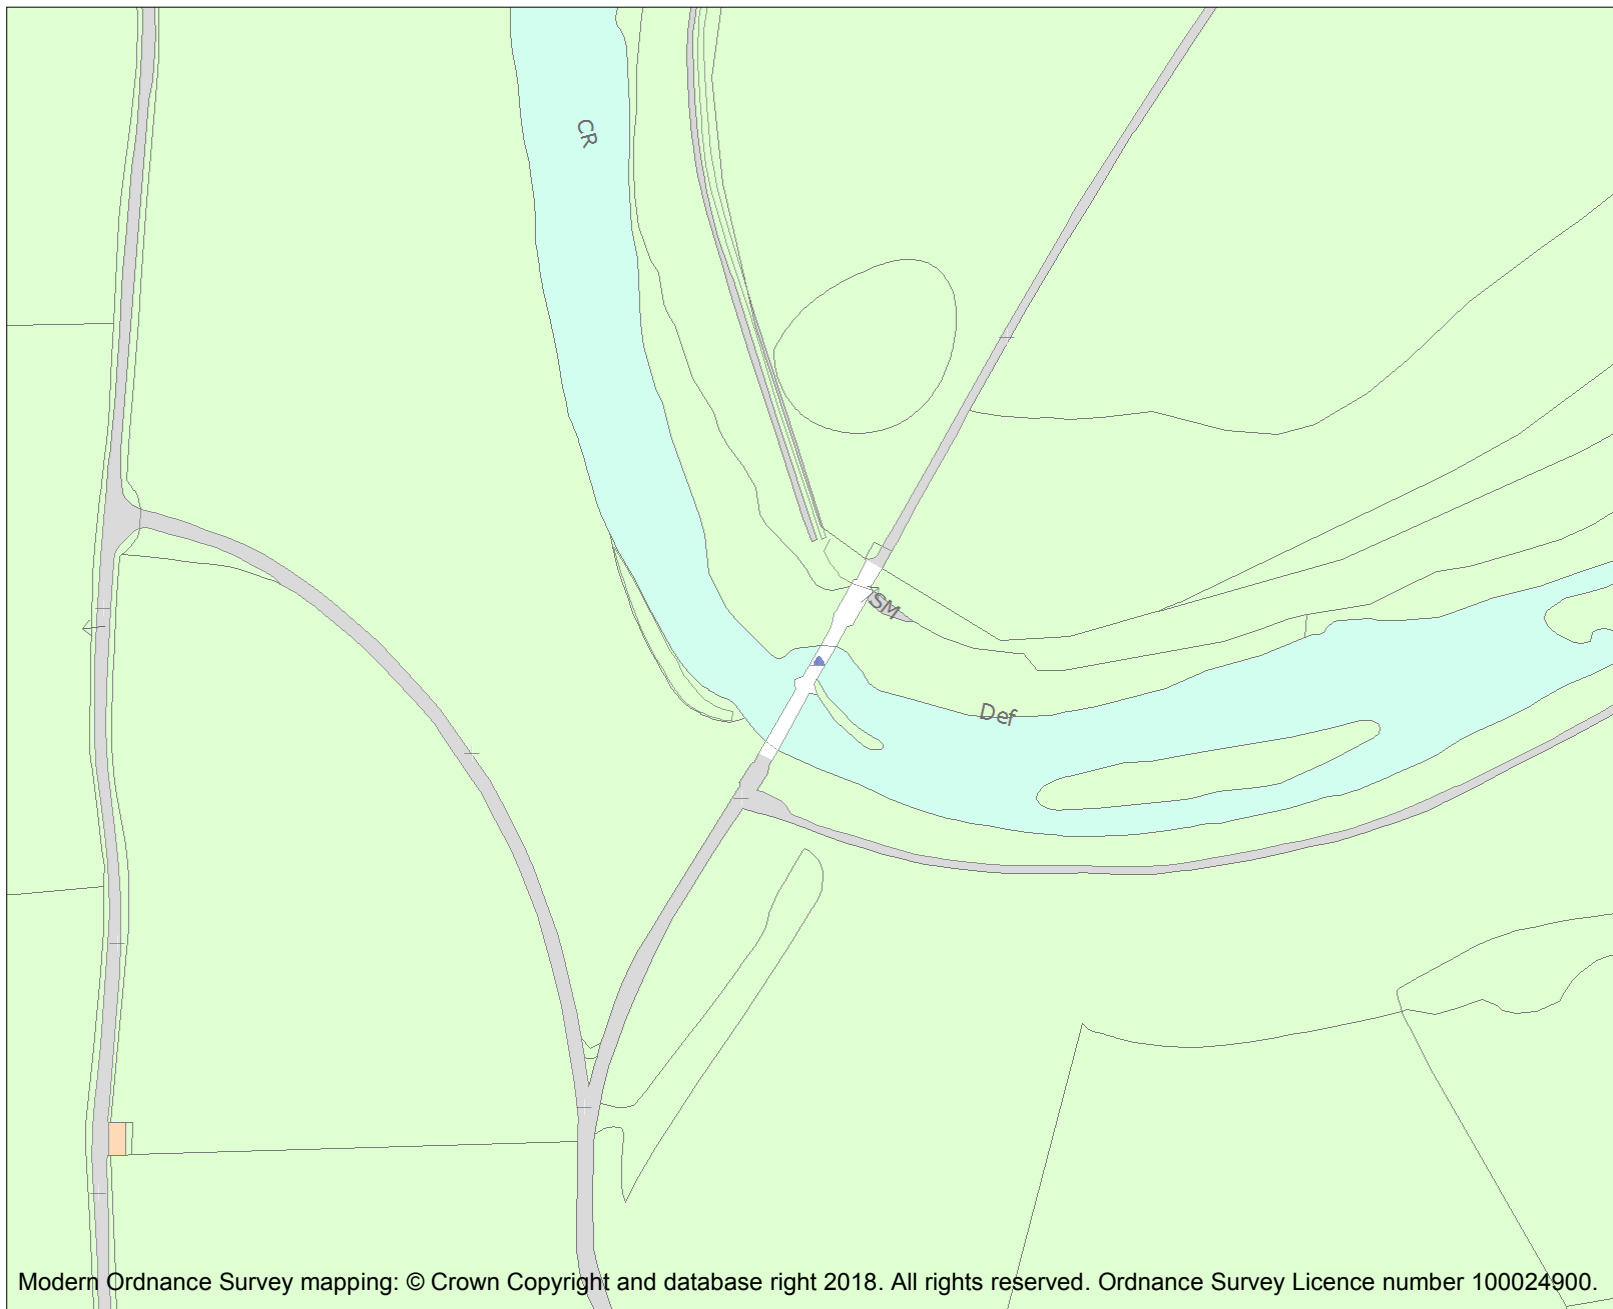 CR
SM
Def
Modern Ordnance Survey mapping: © Crown Copyright and database right 2018. All rights reserved. Ordnance Survey Licence number 100024900.